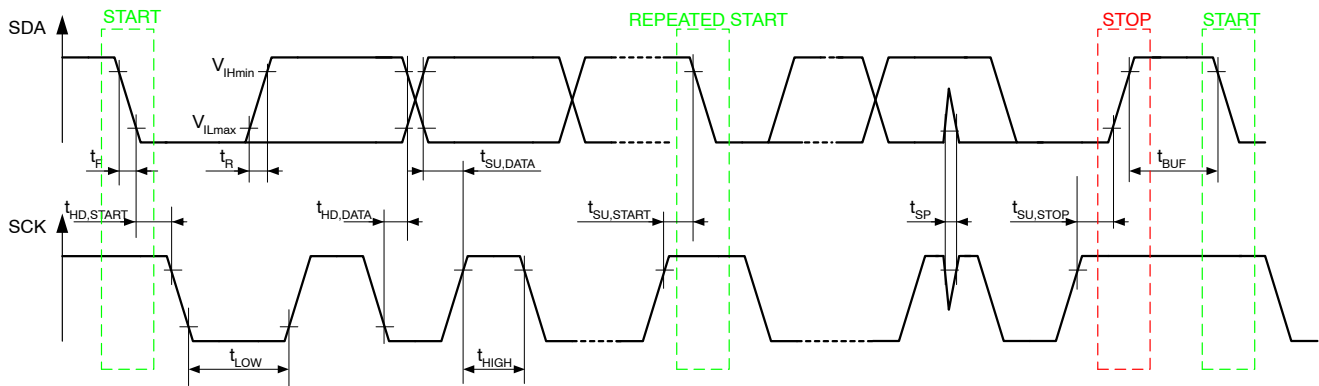 START
REPEATED START
STOP
START
SDA
VIHmin
VILmax
tF
tR
tSU,DATA
tBUF
tHD,START
tHD,DATA
tSU,START
tSP
tSU,STOP
SCK
tLOW
tHIGH